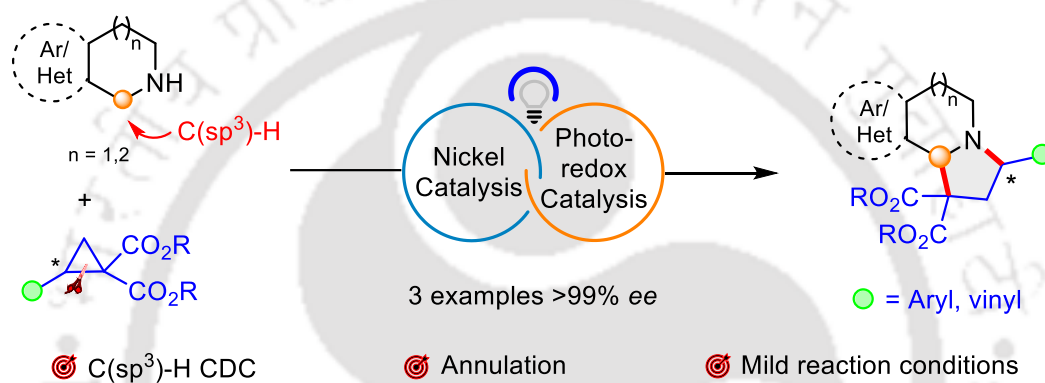 Ar/
Het
( )n
NH
C(sp³)-H
n = 1,2
+
*
CO₂R
CO₂R
Nickel
Catalysis
Photo-
redox
Catalysis
3 examples >99% ee
Ar/
Het
( )n
N
*
RO₂C
RO₂C
= Aryl, vinyl
C(sp³)-H CDC
Annulation
Mild reaction conditions